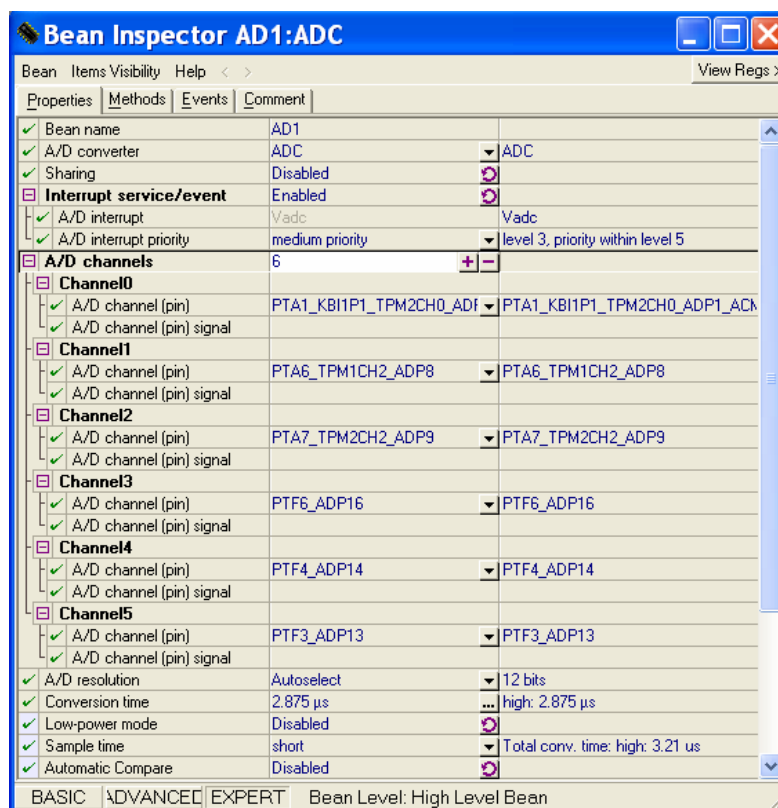 Bean Inspector AD1:ADC
Bean Items Visibility Help < > View Regs >
Properties Methods Events Comment
Bean name AD1
A/D converter ADC ADC
Sharing Disabled
Interrupt service/event Enabled
A/D interrupt Vadc Vadc
A/D interrupt priority medium priority level 3, priority within level 5
A/D channels 6 + −
Channel0
A/D channel (pin) PTA1_KBI1P1_TPM2CH0_ADP PTA1_KBI1P1_TPM2CH0_ADP1_ACM
A/D channel (pin) signal
Channel1
A/D channel (pin) PTA6_TPM1CH2_ADP8 PTA6_TPM1CH2_ADP8
A/D channel (pin) signal
Channel2
A/D channel (pin) PTA7_TPM2CH2_ADP9 PTA7_TPM2CH2_ADP9
A/D channel (pin) signal
Channel3
A/D channel (pin) PTF6_ADP16 PTF6_ADP16
A/D channel (pin) signal
Channel4
A/D channel (pin) PTF4_ADP14 PTF4_ADP14
A/D channel (pin) signal
Channel5
A/D channel (pin) PTF3_ADP13 PTF3_ADP13
A/D channel (pin) signal
A/D resolution Autoselect 12 bits
Conversion time 2.875 µs ... high: 2.875 µs
Low-power mode Disabled
Sample time short Total conv. time: high: 3.21 us
Automatic Compare Disabled
BASIC ADVANCED EXPERT Bean Level: High Level Bean